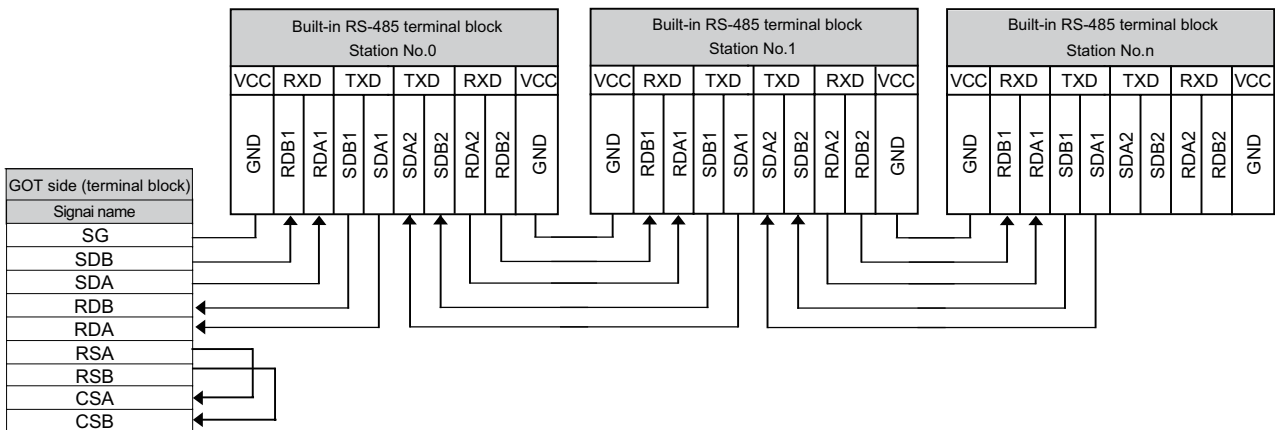 Built-in RS-485 terminal block
Station No.0
VCC RXD TXD TXD RXD VCC
GND RDB1 RDA1 SDB1 SDA1 SDA2 SDB2 RDA2 RDB2 GND
Built-in RS-485 terminal block
Station No.1
VCC RXD TXD TXD RXD VCC
GND RDB1 RDA1 SDB1 SDA1 SDA2 SDB2 RDA2 RDB2 GND
Built-in RS-485 terminal block
Station No.n
VCC RXD TXD TXD RXD VCC
GND RDB1 RDA1 SDB1 SDA1 SDA2 SDB2 RDA2 RDB2 GND
GOT side (terminal block)
Signai name
SG
SDB
SDA
RDB
RDA
RSA
RSB
CSA
CSB